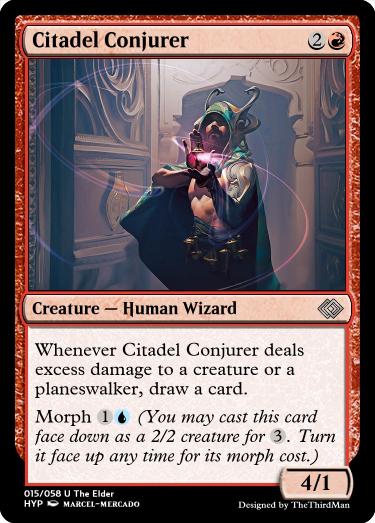 Citadel Conjurer 2
Creature — Human Wizard
Whenever Citadel Conjurer deals
excess damage to a creature or a
planeswalker, draw a card.
Morph 1 (You may cast this card
face down as a 2/2 creature for 3. Turn
it face up any time for its morph cost.)
4/1
015/058 U The Elder
HYP MARCEL-MERCADO
Designed by TheThirdMan